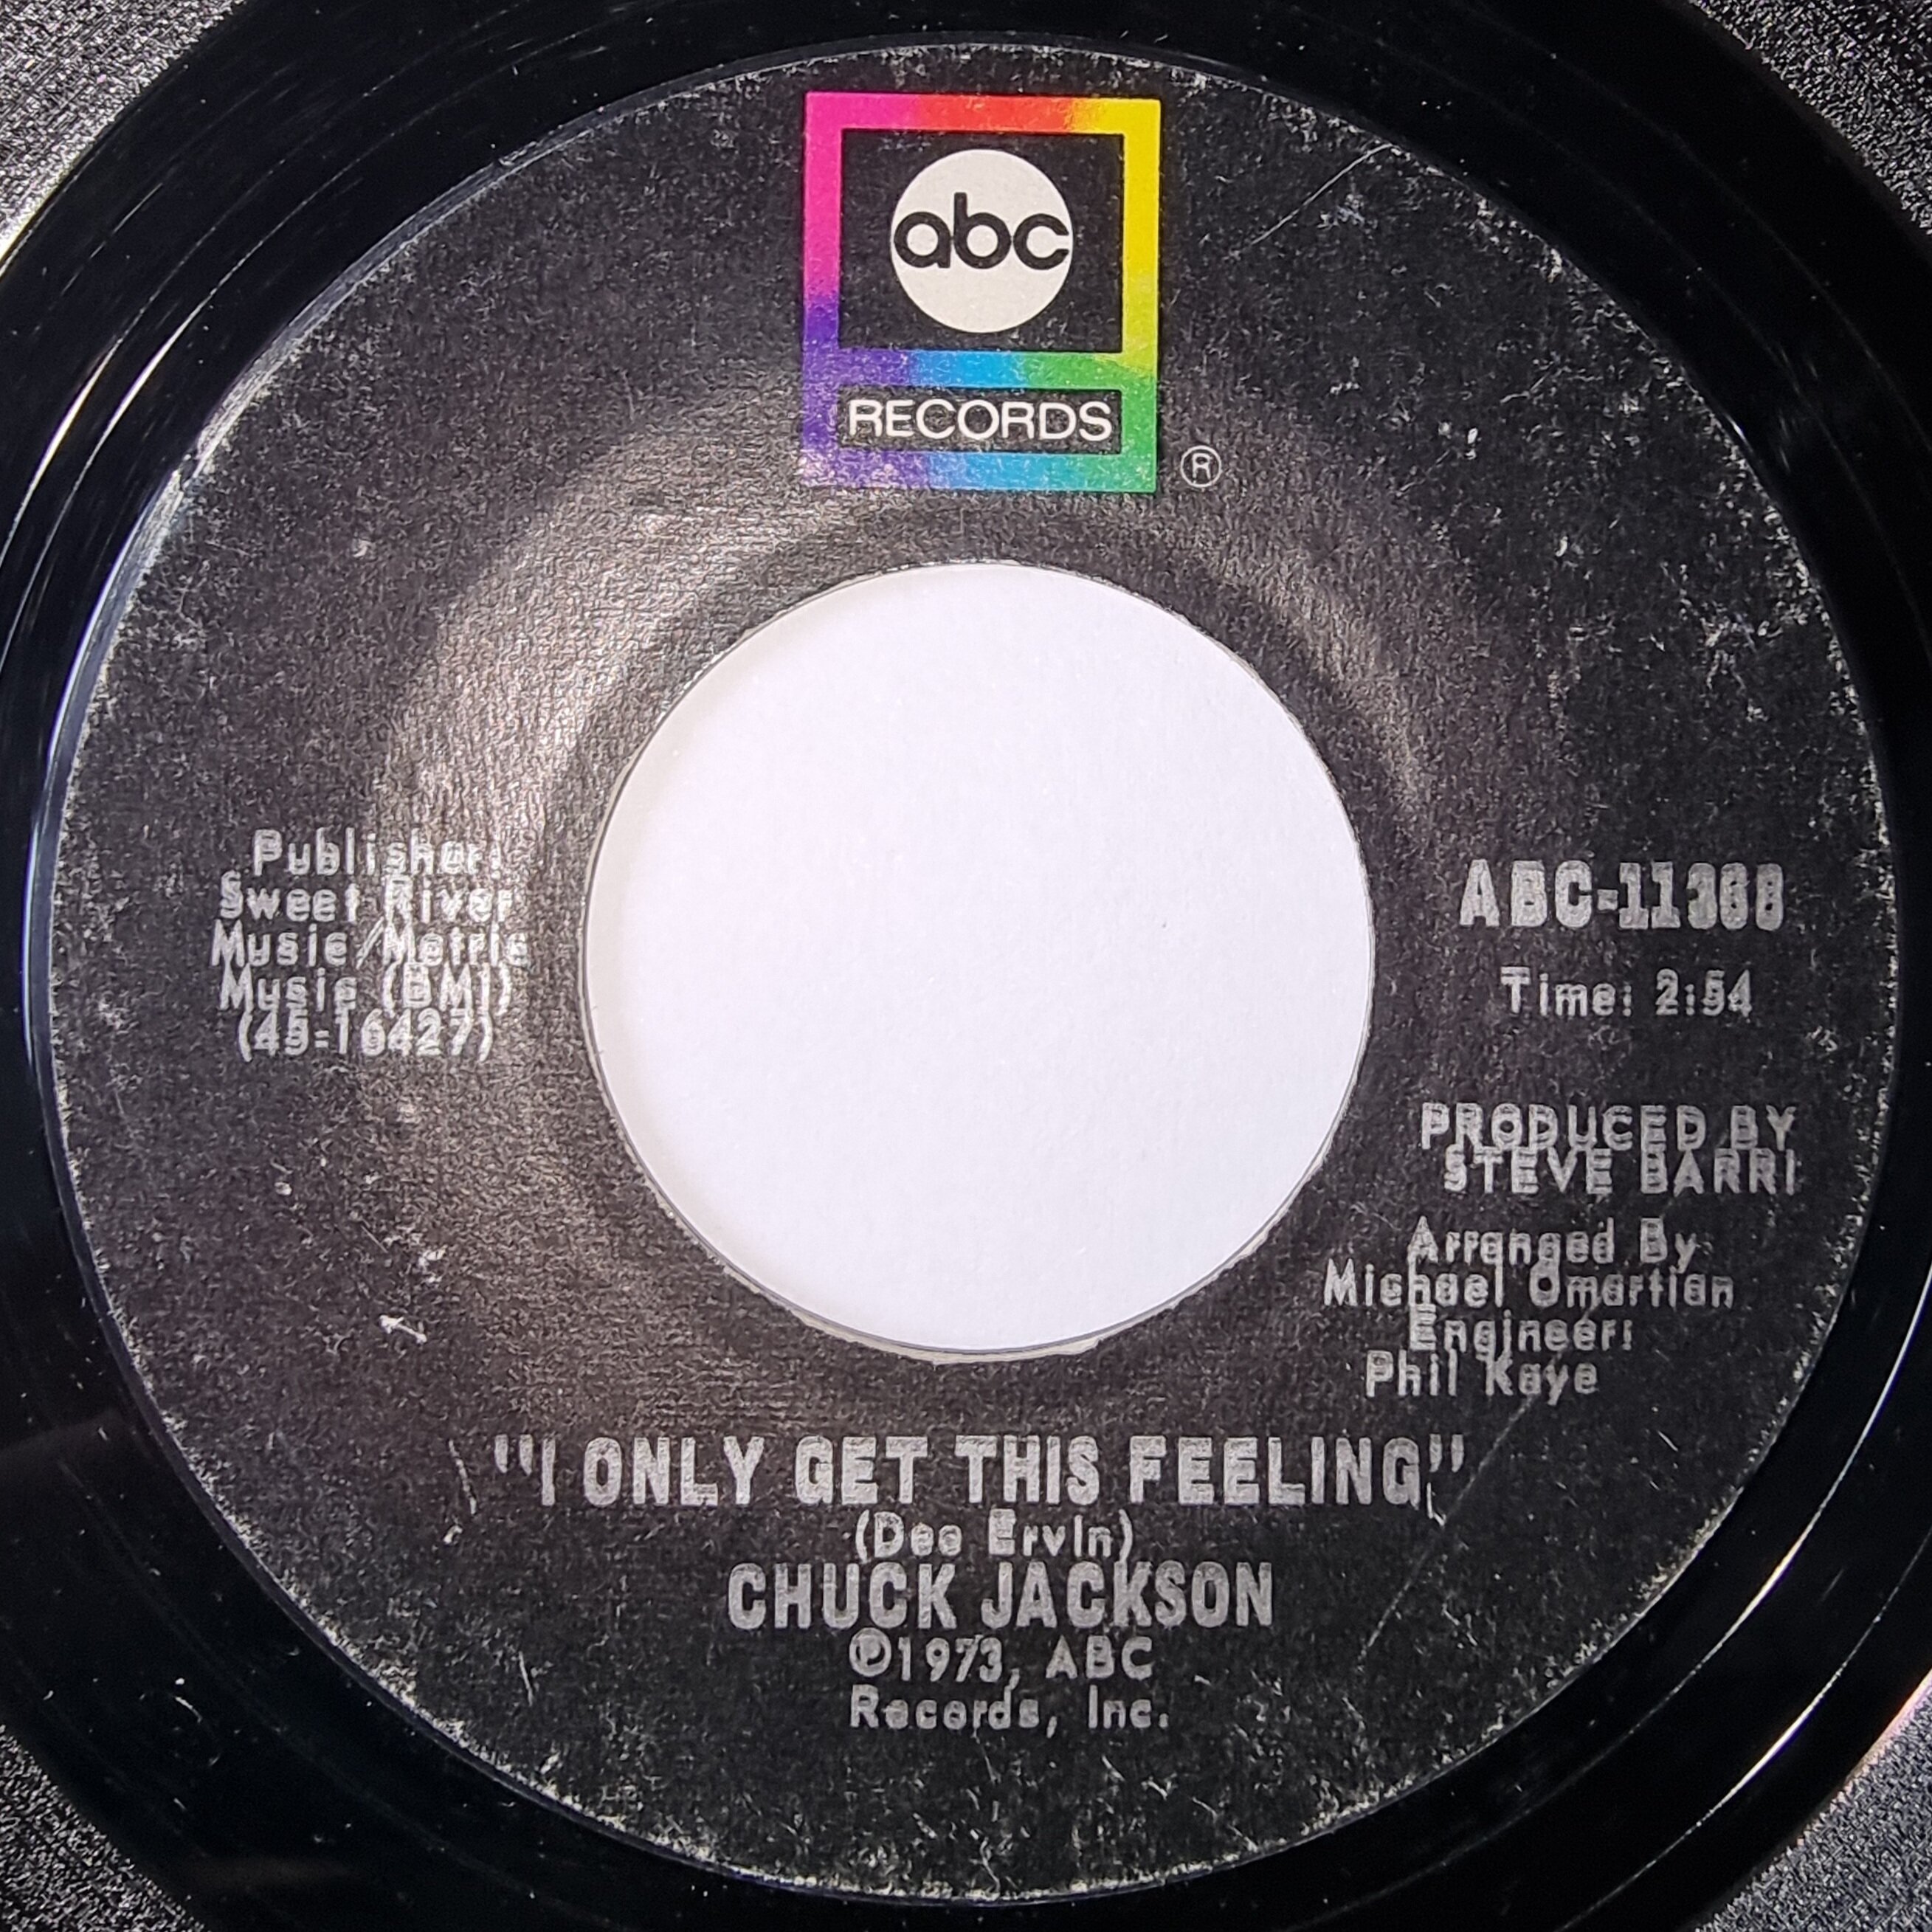 abc
RECORDS
®
Publisher:
Sweet River
Music/Metric
Music (BMI)
(45-16427)
ABC-11368
Time: 2:54
PRODUCED BY
STEVE BARRI
Arranged By
Michael Omartian
Engineer:
Phil Kaye
"I ONLY GET THIS FEELING"
(Dee Ervin)
CHUCK JACKSON
℗1973, ABC
Records, Inc.